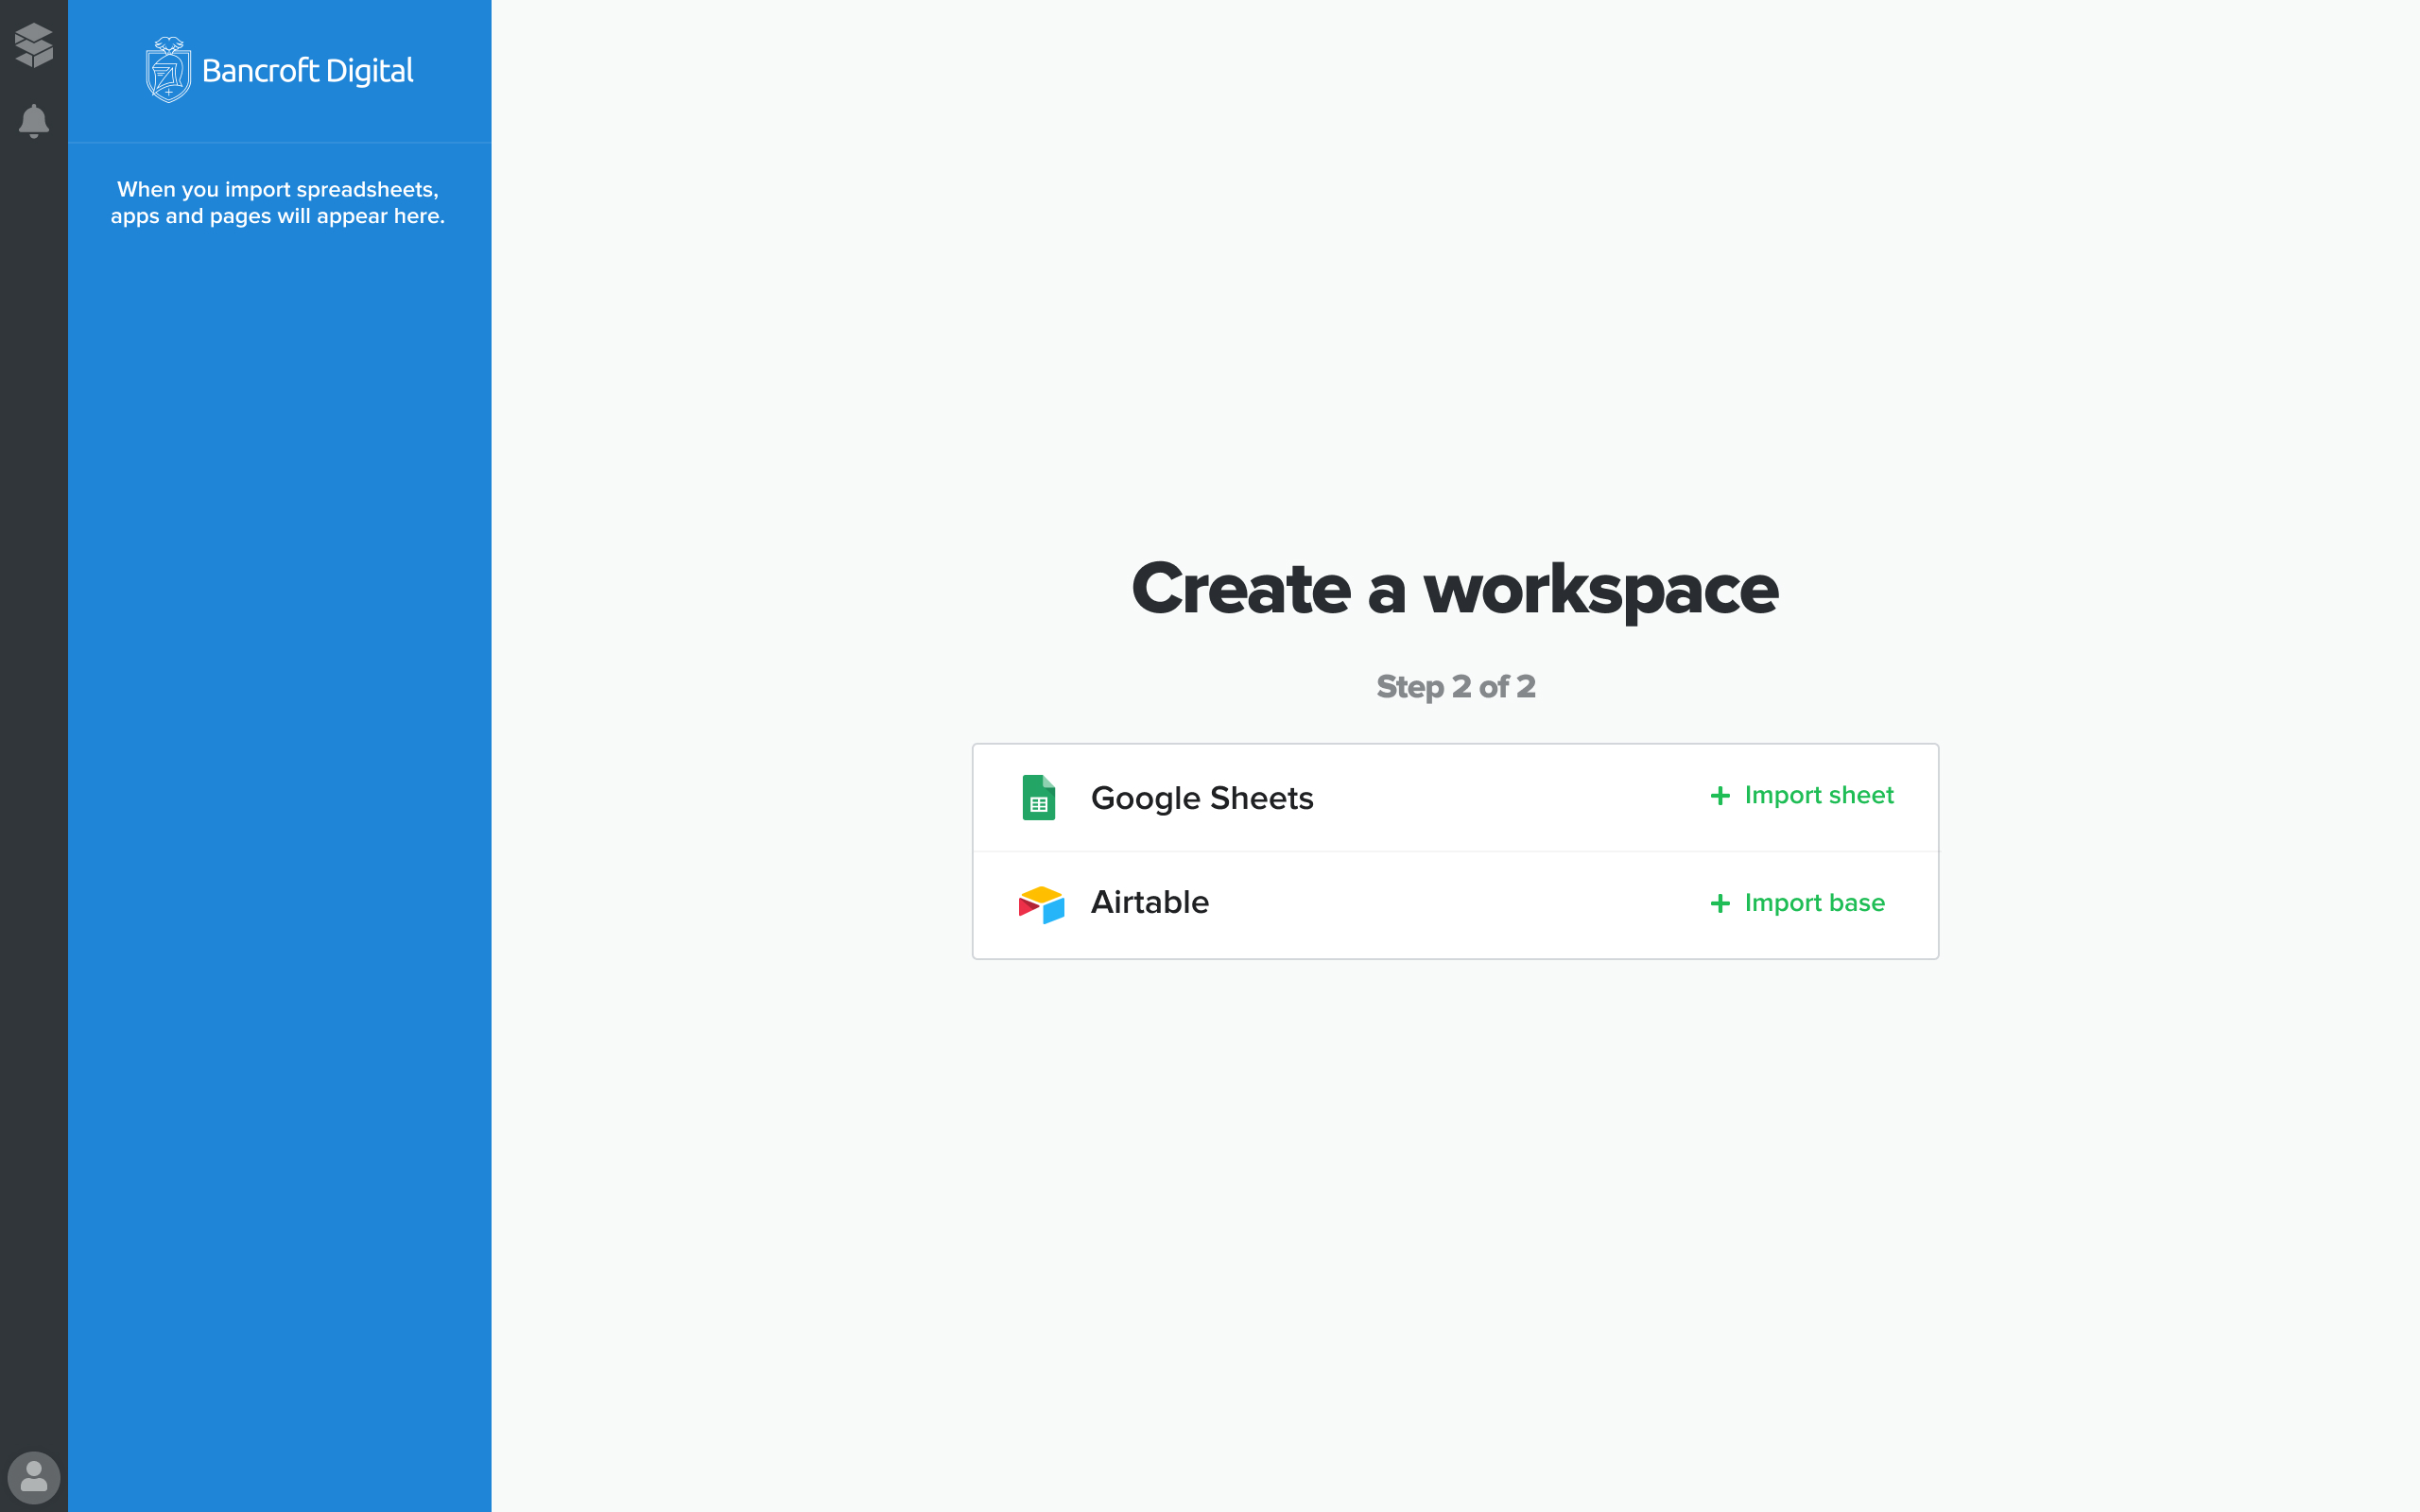 Bancroft Digital
When you import spreadsheets,
apps and pages will appear here.
Create a workspace
Step 2 of 2
Google Sheets
+ Import sheet
Airtable
+ Import base